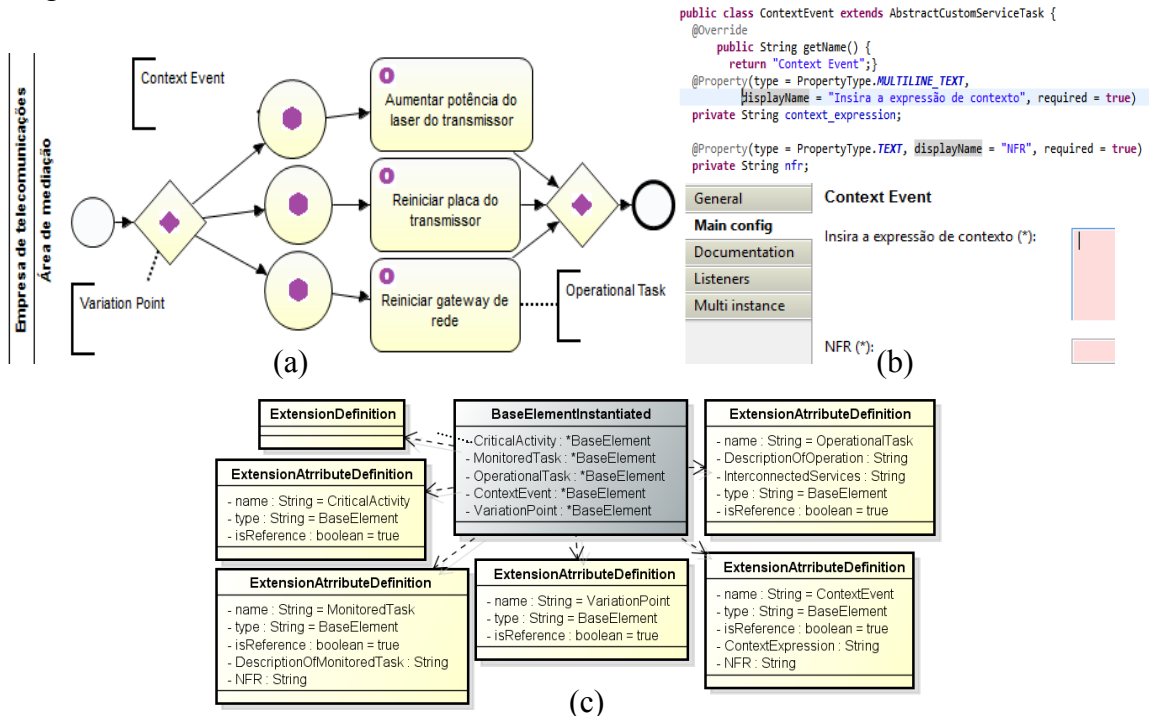 Empresa de telecomunicações
Área de mediação
Context Event
Variation Point
Aumentar potência do
laser do transmissor
Reiniciar placa do
transmissor
Reiniciar gateway de
rede
Operational Task
(a)
public class ContextEvent extends AbstractCustomServiceTask {
@Override
public String getName() {
return "Context Event";}
@Property(type = PropertyType.MULTILINE_TEXT,
displayName = "Insira a expressão de contexto", required = true)
private String context_expression;
@Property(type = PropertyType.TEXT, displayName = "NFR", required = true)
private String nfr;
General
Main config
Documentation
Listeners
Multi instance
Context Event
Insira a expressão de contexto (*):
NFR (*):
(b)
ExtensionDefinition
BaseElementInstantiated
- CriticalActivity : *BaseElement
- MonitoredTask : *BaseElement
- OperationalTask : *BaseElement
- ContextEvent : *BaseElement
- VariationPoint : *BaseElement
ExtensionAtrributeDefinition
- name : String = OperationalTask
- DescriptionOfOperation : String
- InterconnectedServices : String
- type : String = BaseElement
- isReference : boolean = true
ExtensionAtrributeDefinition
- name : String = CriticalActivity
- type : String = BaseElement
- isReference : boolean = true
ExtensionAtrributeDefinition
- name : String = MonitoredTask
- type : String = BaseElement
- isReference : boolean = true
- DescriptionOfMonitoredTask : String
- NFR : String
ExtensionAtrributeDefinition
- name : String = VariationPoint
- type : String = BaseElement
- isReference : boolean = true
ExtensionAtrributeDefinition
- name : String = ContextEvent
- type : String = BaseElement
- isReference : boolean = true
- ContextExpression : String
- NFR : String
(c)